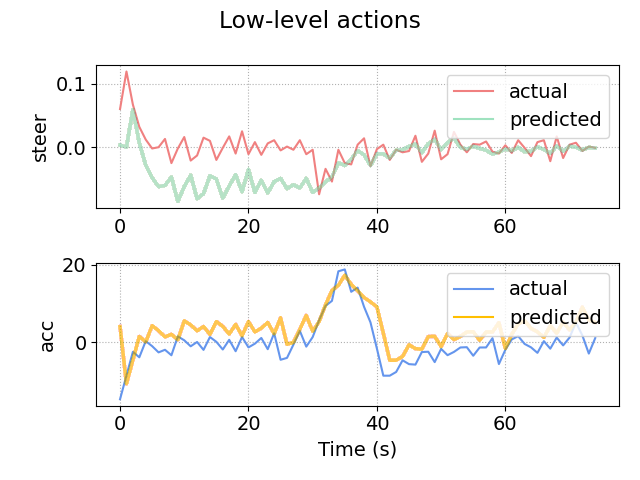 Low-level actions
steer
0.1
0.0
actual
predicted
0
20
40
60
acc
20
0
actual
predicted
0
20
40
60
Time (s)